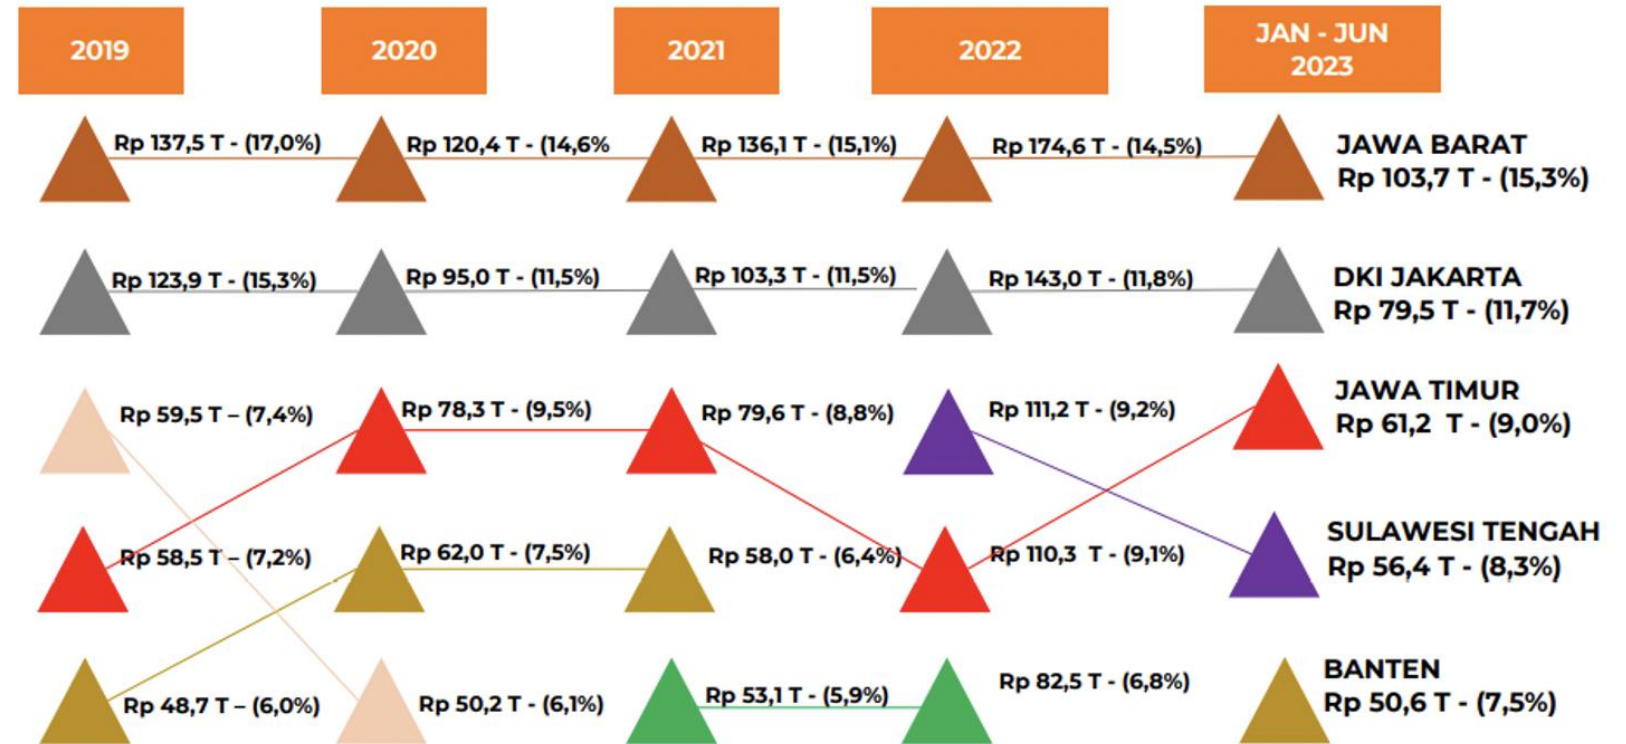 2019
2020
2021
2022
JAN - JUN
2023
Rp 137,5 T - (17,0%)
Rp 120,4 T - (14,6%
Rp 136,1 T - (15,1%)
Rp 174,6 T - (14,5%)
JAWA BARAT
Rp 103,7 T - (15,3%)
Rp 123,9 T - (15,3%)
Rp 95,0 T - (11,5%)
Rp 103,3 T - (11,5%)
Rp 143,0 T - (11,8%)
DKI JAKARTA
Rp 79,5 T - (11,7%)
Rp 59,5 T – (7,4%)
Rp 78,3 T - (9,5%)
Rp 79,6 T - (8,8%)
Rp 111,2 T - (9,2%)
JAWA TIMUR
Rp 61,2 T - (9,0%)
Rp 58,5 T – (7,2%)
Rp 62,0 T - (7,5%)
Rp 58,0 T - (6,4%)
Rp 110,3 T - (9,1%)
SULAWESI TENGAH
Rp 56,4 T - (8,3%)
Rp 48,7 T – (6,0%)
Rp 50,2 T - (6,1%)
Rp 53,1 T - (5,9%)
Rp 82,5 T - (6,8%)
BANTEN
Rp 50,6 T - (7,5%)